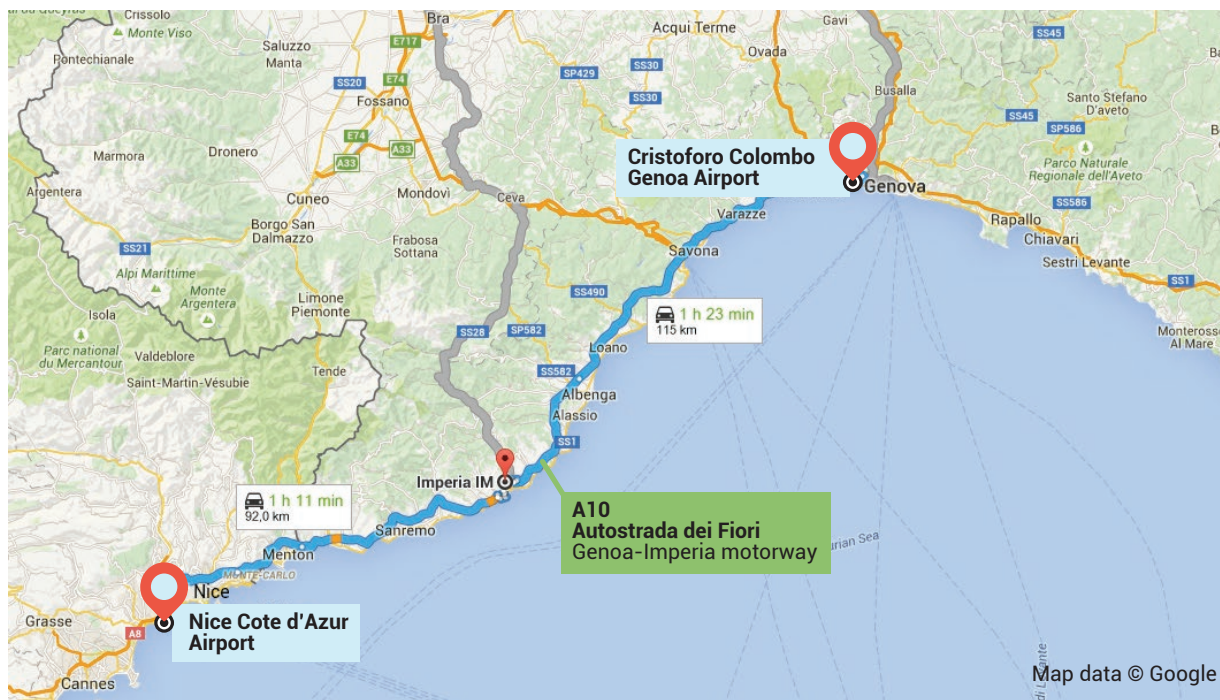 Crissolo
Monte Viso
Pontechianale
Saluzzo
Manta
Bra
E717
SS20
E74
Fossano
E74
A33
A33
Marmora
Dronero
Argentera
Cuneo
Mondovì
Borgo San
Dalmazzo
SS21
Frabosa
Sottana
Alpi Marittime
Monte
Argentera
Isola
Limone
Piemonte
Parc national
du Mercantour
Valdeblore
Saint-Martin-Vésubie
Tende
Acqui Terme
SP429
SS30
SS30
Ovada
Gavi
SS45
Busalla
Santo Stefano
D'aveto
SS45
SP586
Parco Naturale
Regionale dell'Aveto
SS586
Cristoforo Colombo
Genoa Airport
Genova
Rapallo
Chiavari
Sestri Levante
SS1
Monteross
Al Mare
Ceva
Varazze
Savona
SS490
1 h 23 min
115 km
SS28
SP582
Loano
SS582
Albenga
Alassio
SS1
Imperia IM
A10
Autostrada dei Fiori
Genoa-Imperia motorway
urian Sea
1 h 11 min
92,0 km
Sanremo
Menton
MONTE-CARLO
Nice
Nice Cote d'Azur
Airport
Grasse
A8
Cannes
di Levante
Map data © Google